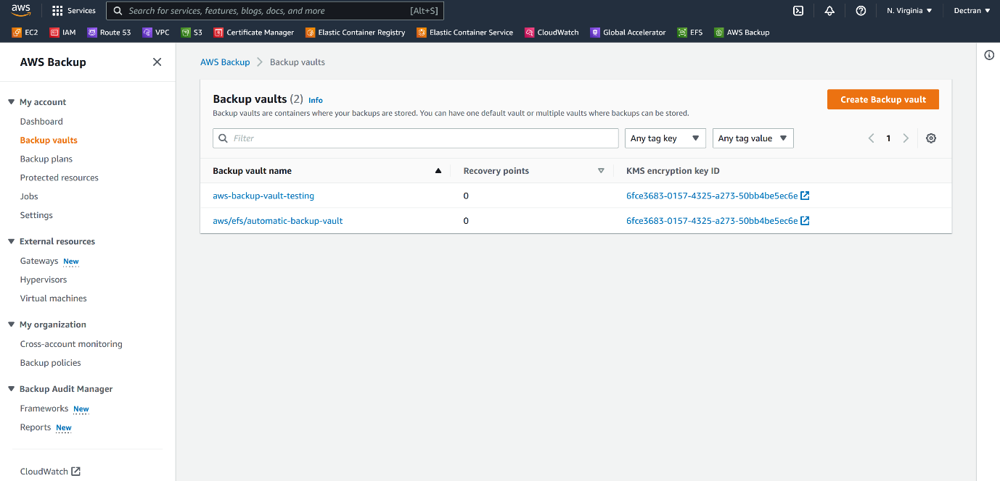 aws
Services
Search for services, features, blogs, docs, and more
[Alt+S]
N. Virginia
Dectran
EC2
IAM
Route 53
VPC
S3
Certificate Manager
Elastic Container Registry
Elastic Container Service
CloudWatch
Global Accelerator
EFS
AWS Backup
AWS Backup
My account
Dashboard
Backup vaults
Backup plans
Protected resources
Jobs
Settings
External resources
Gateways New
Hypervisors
Virtual machines
My organization
Cross-account monitoring
Backup policies
Backup Audit Manager
Frameworks New
Reports New
CloudWatch
AWS Backup > Backup vaults
Backup vaults (2) Info
Create Backup vault
Backup vaults are containers where your backups are stored. You can have one default vault or multiple vaults where backups can be stored.
Filter
Any tag key
Any tag value
1
Backup vault name Recovery points KMS encryption key ID
aws-backup-vault-testing 0 6fce3683-0157-4325-a273-50bb4be5ec6e
aws/efs/automatic-backup-vault 0 6fce3683-0157-4325-a273-50bb4be5ec6e